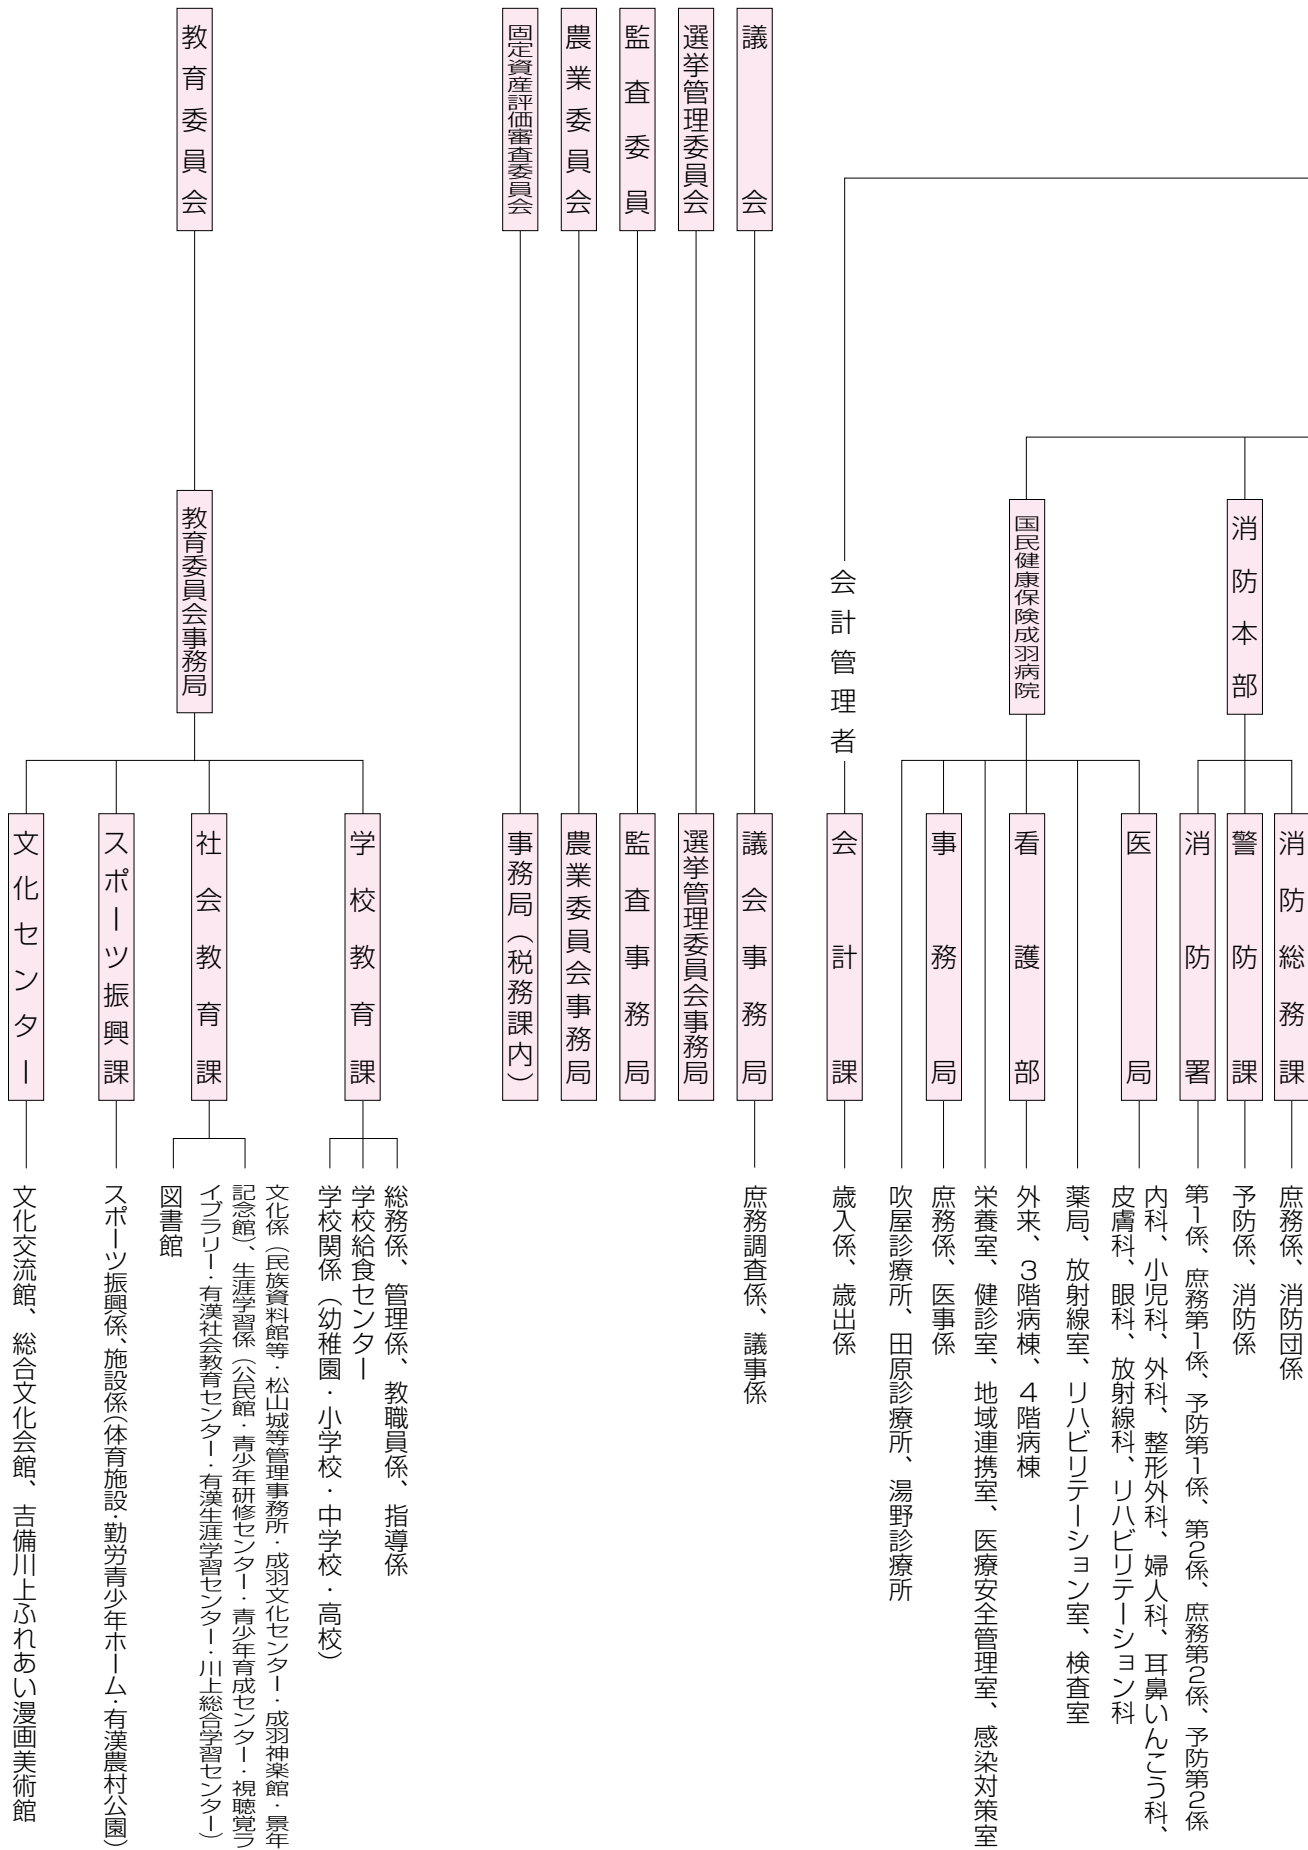 消防本部
消防総務課
庶務係、消防団係
警防課
予防係、消防係
消防署
第1係、庶務第1係、予防第1係、第2係、庶務第2係、予防第2係
国民健康保険成羽病院
医局
内科、小児科、外科、整形外科、婦人科、耳鼻いんこう科、
皮膚科、眼科、放射線科、リハビリテーション科
薬局、放射線室、リハビリテーション室、検査室
看護部
外来、3階病棟、4階病棟
栄養室、健診室、地域連携室、医療安全管理室、感染対策室
事務局
庶務係、医事係
吹屋診療所、田原診療所、湯野診療所
会計管理者
会計課
歳入係、歳出係
議会
議会事務局
庶務調査係、議事係
選挙管理委員会
選挙管理委員会事務局
監査委員
監査事務局
農業委員会
農業委員会事務局
固定資産評価審査委員会
事務局（税務課内）
教育委員会
教育委員会事務局
学校教育課
総務係、管理係、教職員係、指導係
学校給食センター
学校関係（幼稚園・小学校・中学校・高校）
社会教育課
文化係（民族資料館等・松山城等管理事務所・成羽文化センター・成羽神楽館・景年
記念館）、生涯学習係（公民館・青少年研修センター・青少年育成センター・視聴覚ラ
イブラリー・有漢社会教育センター・有漢生涯学習センター・川上総合学習センター）
図書館
スポーツ振興課
スポーツ振興係、施設係（体育施設・勤労青少年ホーム・有漢農村公園）
文化センター
文化交流館、総合文化会館、吉備川上ふれあい漫画美術館